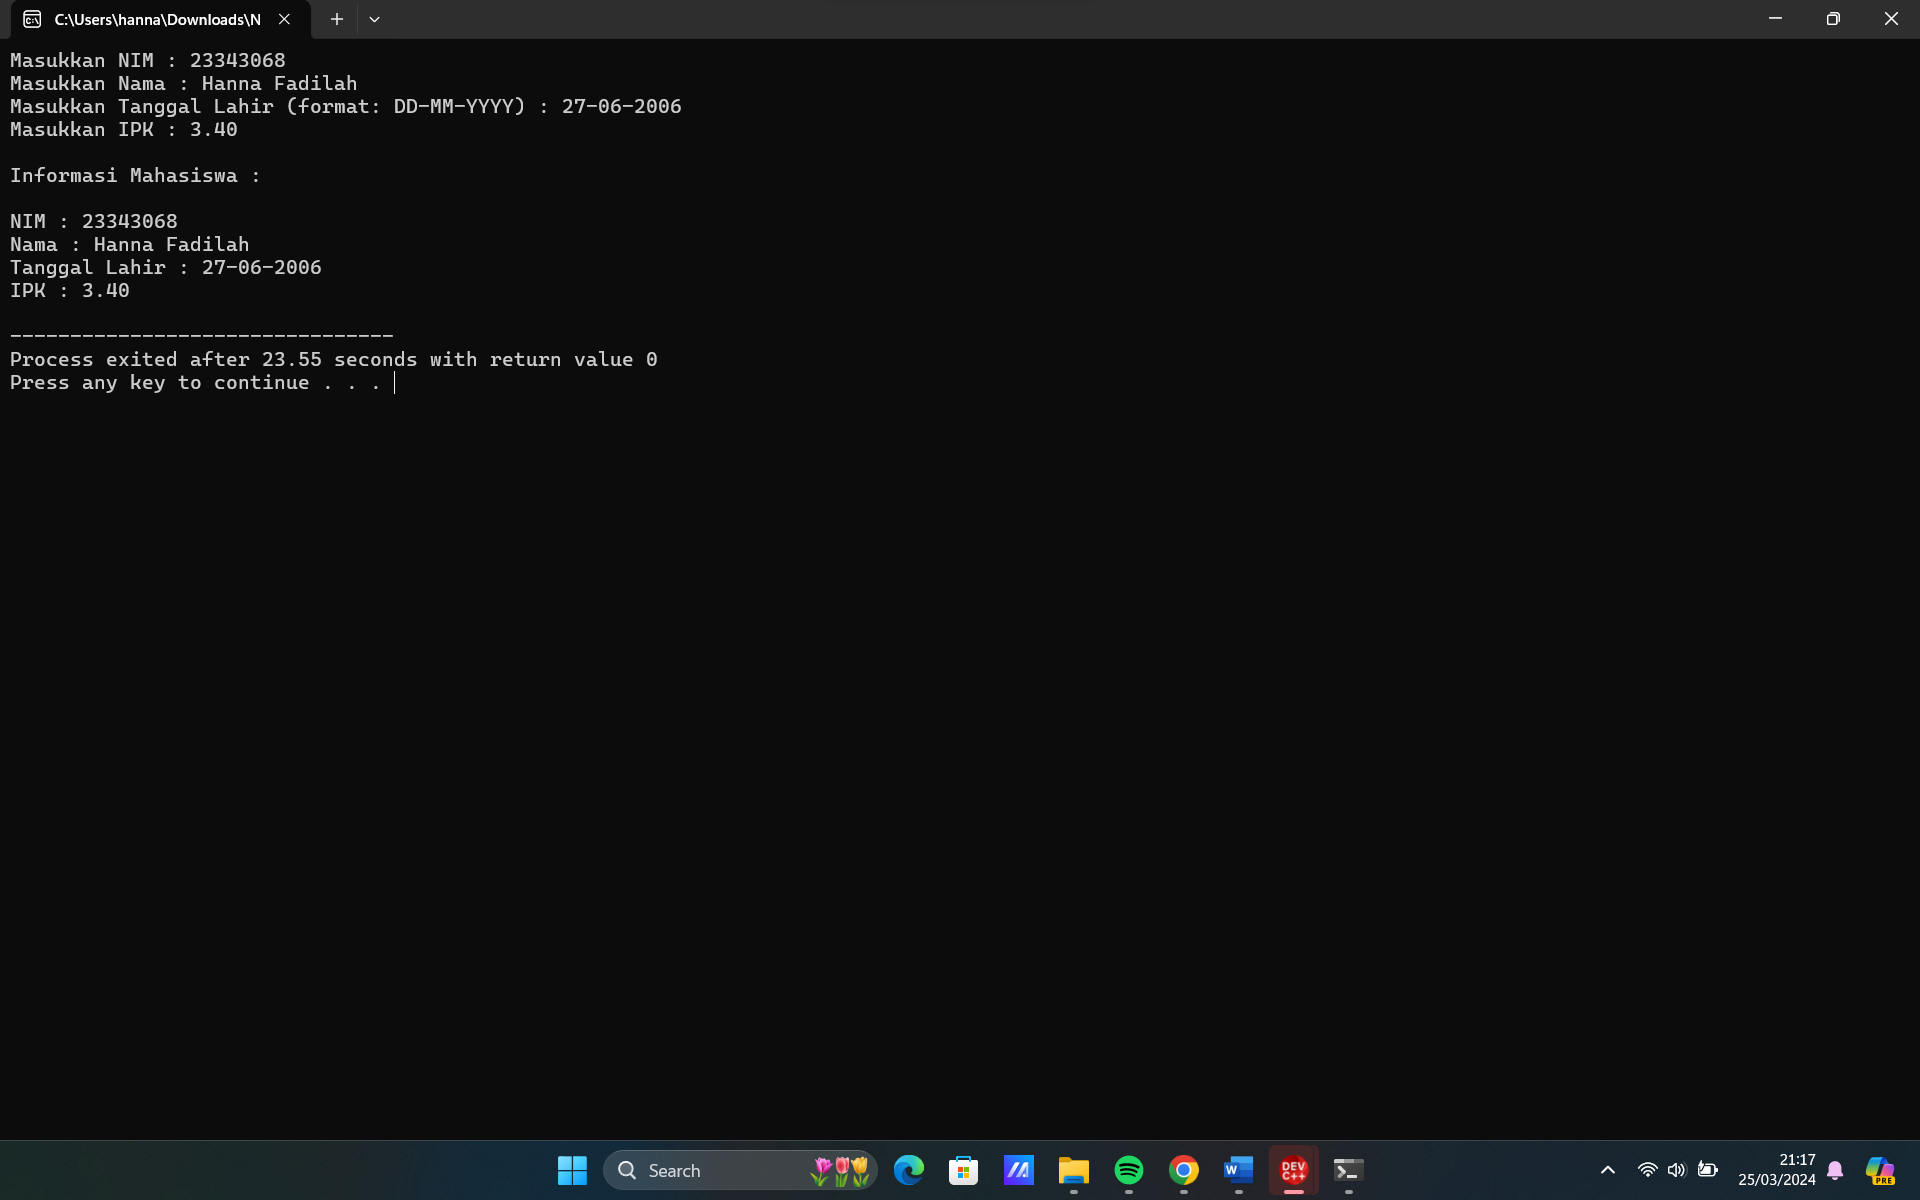 C:\Users\hanna\Downloads\N
Masukkan NIM : 23343068
Masukkan Nama : Hanna Fadilah
Masukkan Tanggal Lahir (format: DD-MM-YYYY) : 27-06-2006
Masukkan IPK : 3.40
Informasi Mahasiswa :
NIM : 23343068
Nama : Hanna Fadilah
Tanggal Lahir : 27-06-2006
IPK : 3.40
--------------------------------
Process exited after 23.55 seconds with return value 0
Press any key to continue . . .
Search
W
DEV
C++
21:17
25/03/2024
PRE